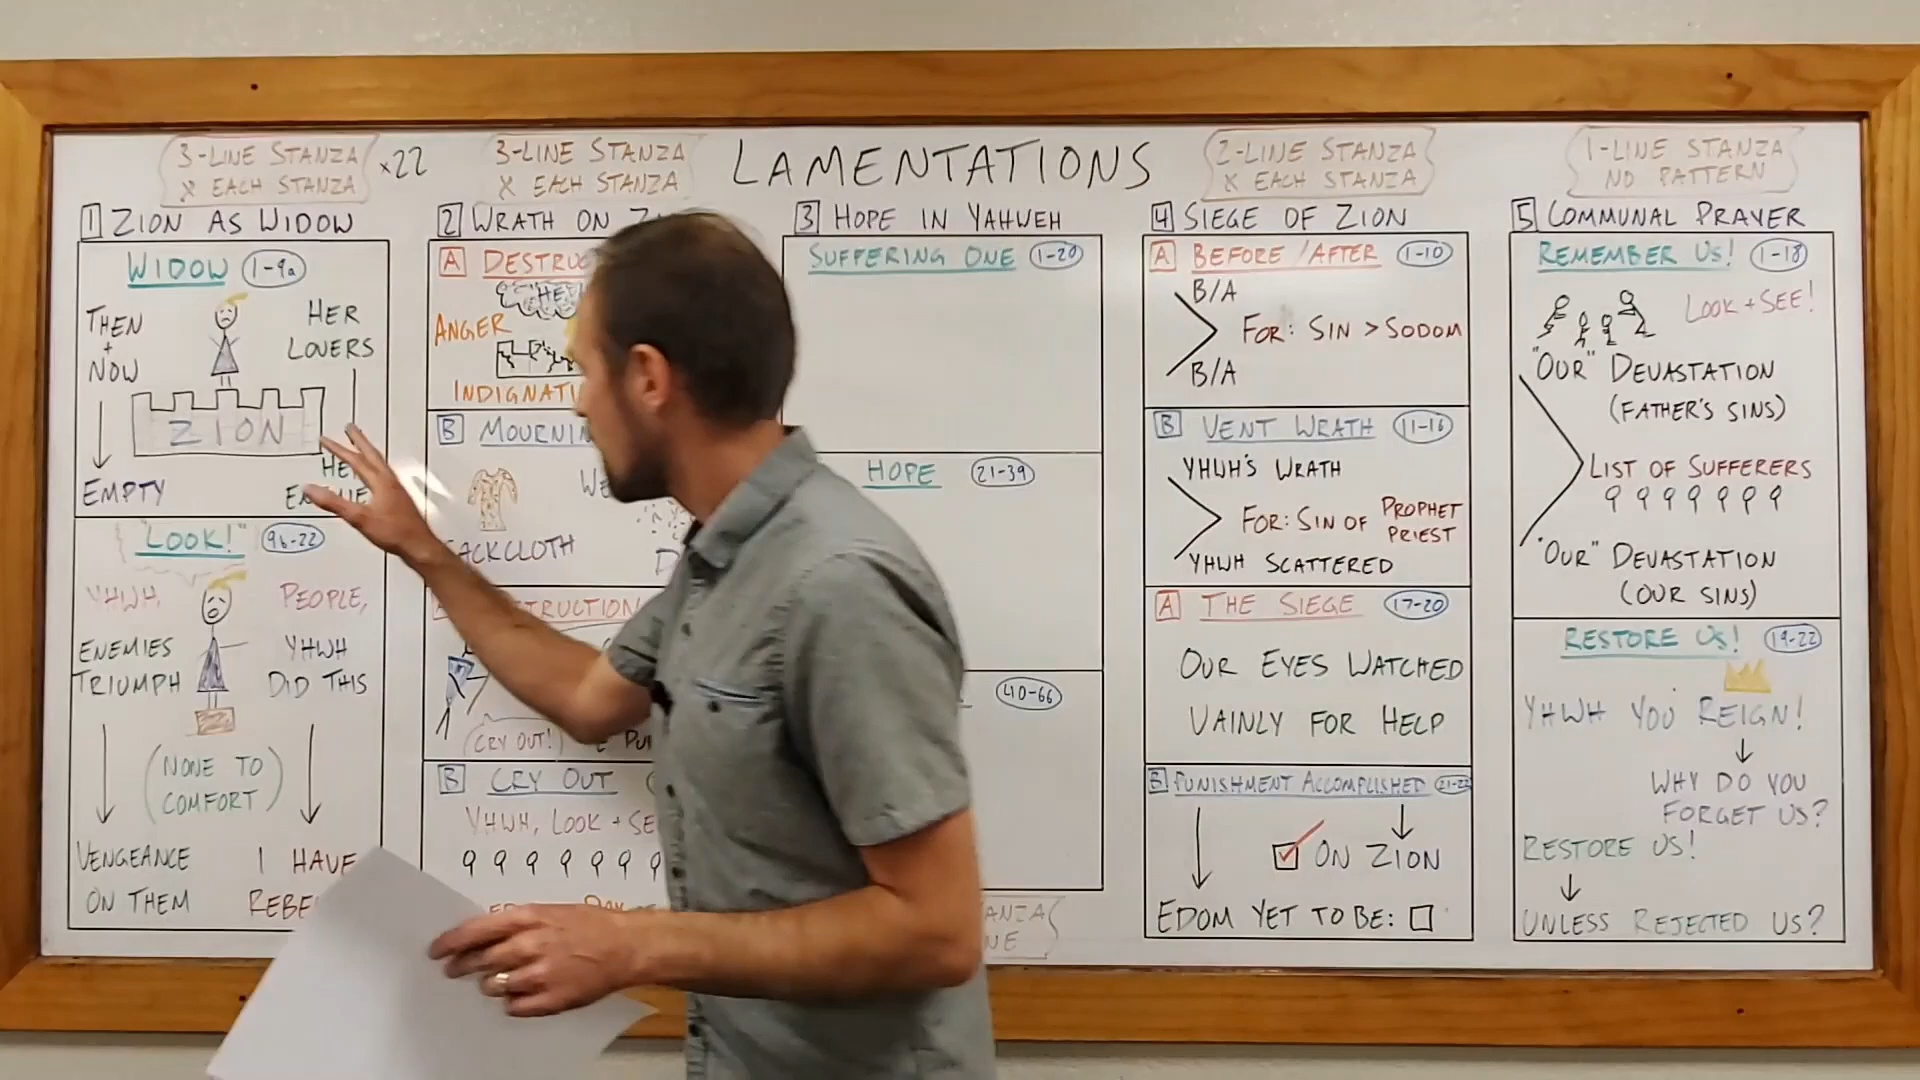 LAMENTATIONS
3-LINE STANZA
X EACH STANZA
×22
1 ZION AS WIDOW
WIDOW 1-9a
THEN
+
NOW
HER
LOVERS
ZION
EMPTY
"LOOK!" 9b-22
YHWH,
PEOPLE,
ENEMIES
TRIUMPH
YHWH
DID THIS
(NONE TO
COMFORT)
VENGEANCE
ON THEM
I HAVE
3-LINE STANZA
X EACH STANZA
2 WRATH ON
A
ANGER
B
SACKCLOTH
CRY OUT!
B CRY OUT
YHWH, LOOK +
3 HOPE IN YAHWEH
SUFFERING ONE 1-20
HOPE 21-39
40-66
2-LINE STANZA
X EACH STANZA
4 SIEGE OF ZION
A BEFORE/AFTER 1-10
B/A
FOR: SIN > SODOM
B/A
B VENT WRATH 11-16
YHWH'S WRATH
FOR: SIN OF PROPHET
PRIEST
YHWH SCATTERED
A THE SIEGE 17-20
OUR EYES WATCHED
VAINLY FOR HELP
B PUNISHMENT ACCOMPLISHED
ON ZION
EDOM YET TO BE:
1-LINE STANZA
NO PATTERN
5 COMMUNAL PRAYER
REMEMBER US! 1-18
LOOK + SEE!
"OUR" DEVASTATION
(FATHER'S SINS)
LIST OF SUFFERERS
"OUR" DEVASTATION
(OUR SINS)
RESTORE US! 19-22
YHWH YOU REIGN!
WHY DO YOU
FORGET US?
RESTORE US!
UNLESS REJECTED US?